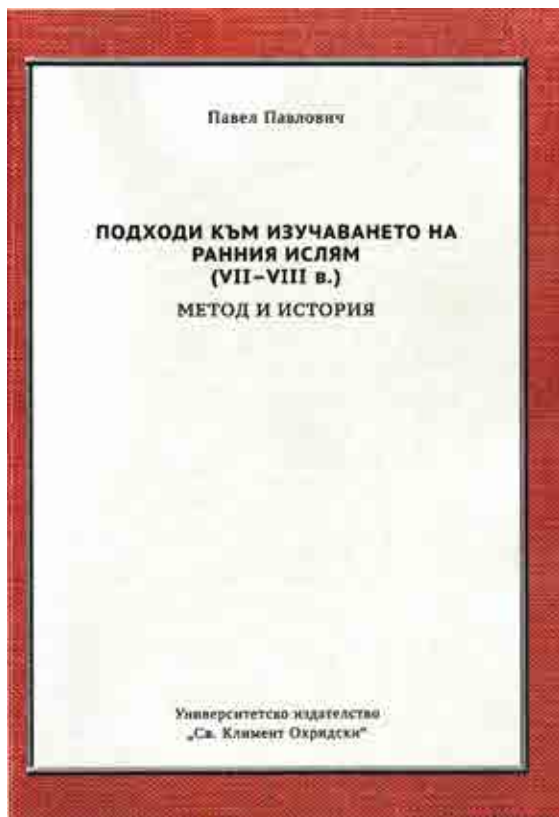 Павел Павлович
ПОДХОДИ КЪМ ИЗУЧАВАНЕТО НА
РАННИЯ ИСЛЯМ
(VII–VIII в.)
МЕТОД И ИСТОРИЯ
Университетско издателство
„Св. Климент Охридски“